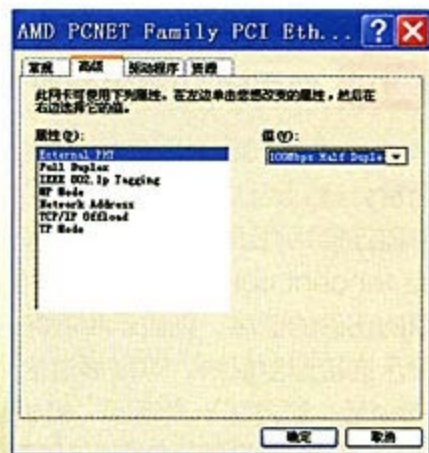 AMD PCNET Family PCI Eth...
常规 高级 驱动程序 资源
此网卡可使用下列属性。在左边单击您想改变的属性，然后在
右边选择它的值。
属性(P):
值(V):
External PHY
100Mbps Half Duple
Full Duplex
IEEE 802.1p Tagging
MP Mode
Network Address
TCP/IP Offload
TP Mode
确定 取消